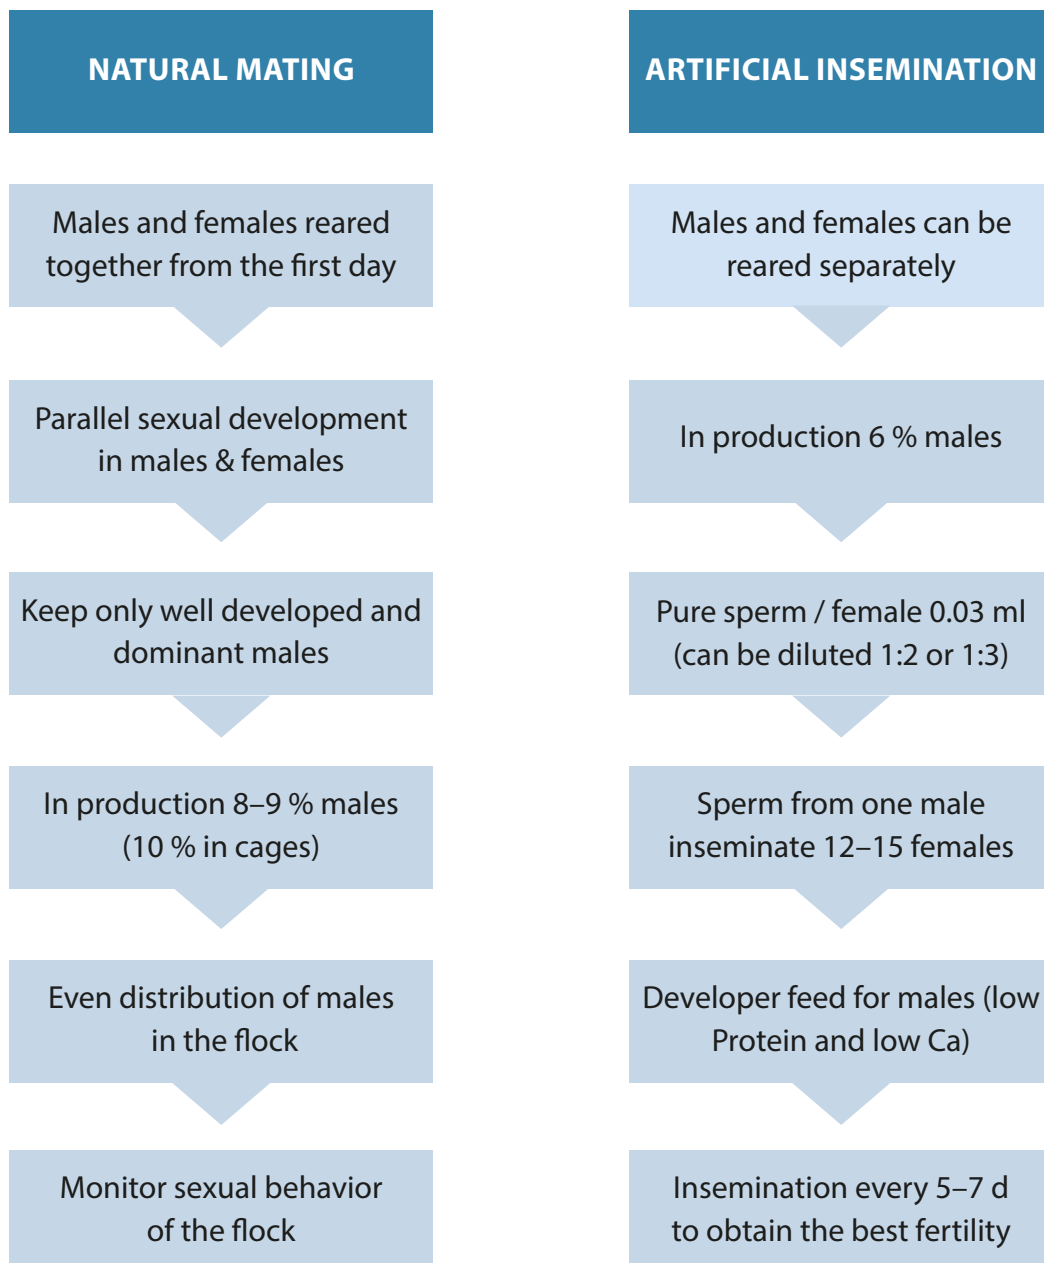 NATURAL MATING
Males and females reared
together from the first day
Parallel sexual development
in males & females
Keep only well developed and
dominant males
In production 8–9 % males
(10 % in cages)
Even distribution of males
in the flock
Monitor sexual behavior
of the flock
ARTIFICIAL INSEMINATION
Males and females can be
reared separately
In production 6 % males
Pure sperm / female 0.03 ml
(can be diluted 1:2 or 1:3)
Sperm from one male
inseminate 12–15 females
Developer feed for males (low
Protein and low Ca)
Insemination every 5–7 d
to obtain the best fertility